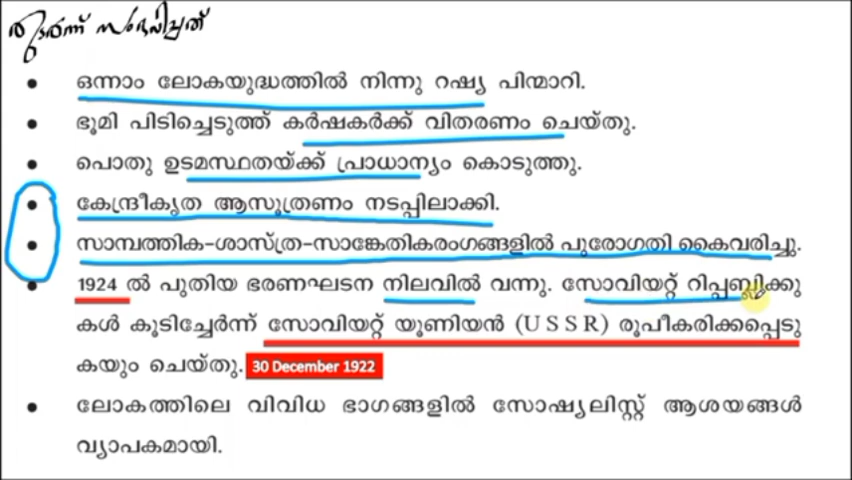 തുടർന്ന് സംഭവിച്ചത്
• ഒന്നാം ലോകയുദ്ധത്തിൽ നിന്നു റഷ്യ പിന്മാറി.
• ഭൂമി പിടിച്ചെടുത്ത് കർഷകർക്ക് വിതരണം ചെയ്തു.
• പൊതു ഉടമസ്ഥതയ്ക്ക് പ്രാധാന്യം കൊടുത്തു.
• കേന്ദ്രീകൃത ആസൂത്രണം നടപ്പിലാക്കി.
• സാമ്പത്തിക-ശാസ്ത്ര-സാങ്കേതികരംഗങ്ങളിൽ പുരോഗതി കൈവരിച്ചു.
• 1924 ൽ പുതിയ ഭരണഘടന നിലവിൽ വന്നു. സോവിയറ്റ് റിപ്പബ്ലിക്കു
കൾ കൂടിച്ചേർന്ന് സോവിയറ്റ് യൂണിയൻ (USSR) രൂപീകരിക്കപ്പെടു
കയും ചെയ്തു. 30 December 1922
• ലോകത്തിലെ വിവിധ ഭാഗങ്ങളിൽ സോഷ്യലിസ്റ്റ് ആശയങ്ങൾ
വ്യാപകമായി.